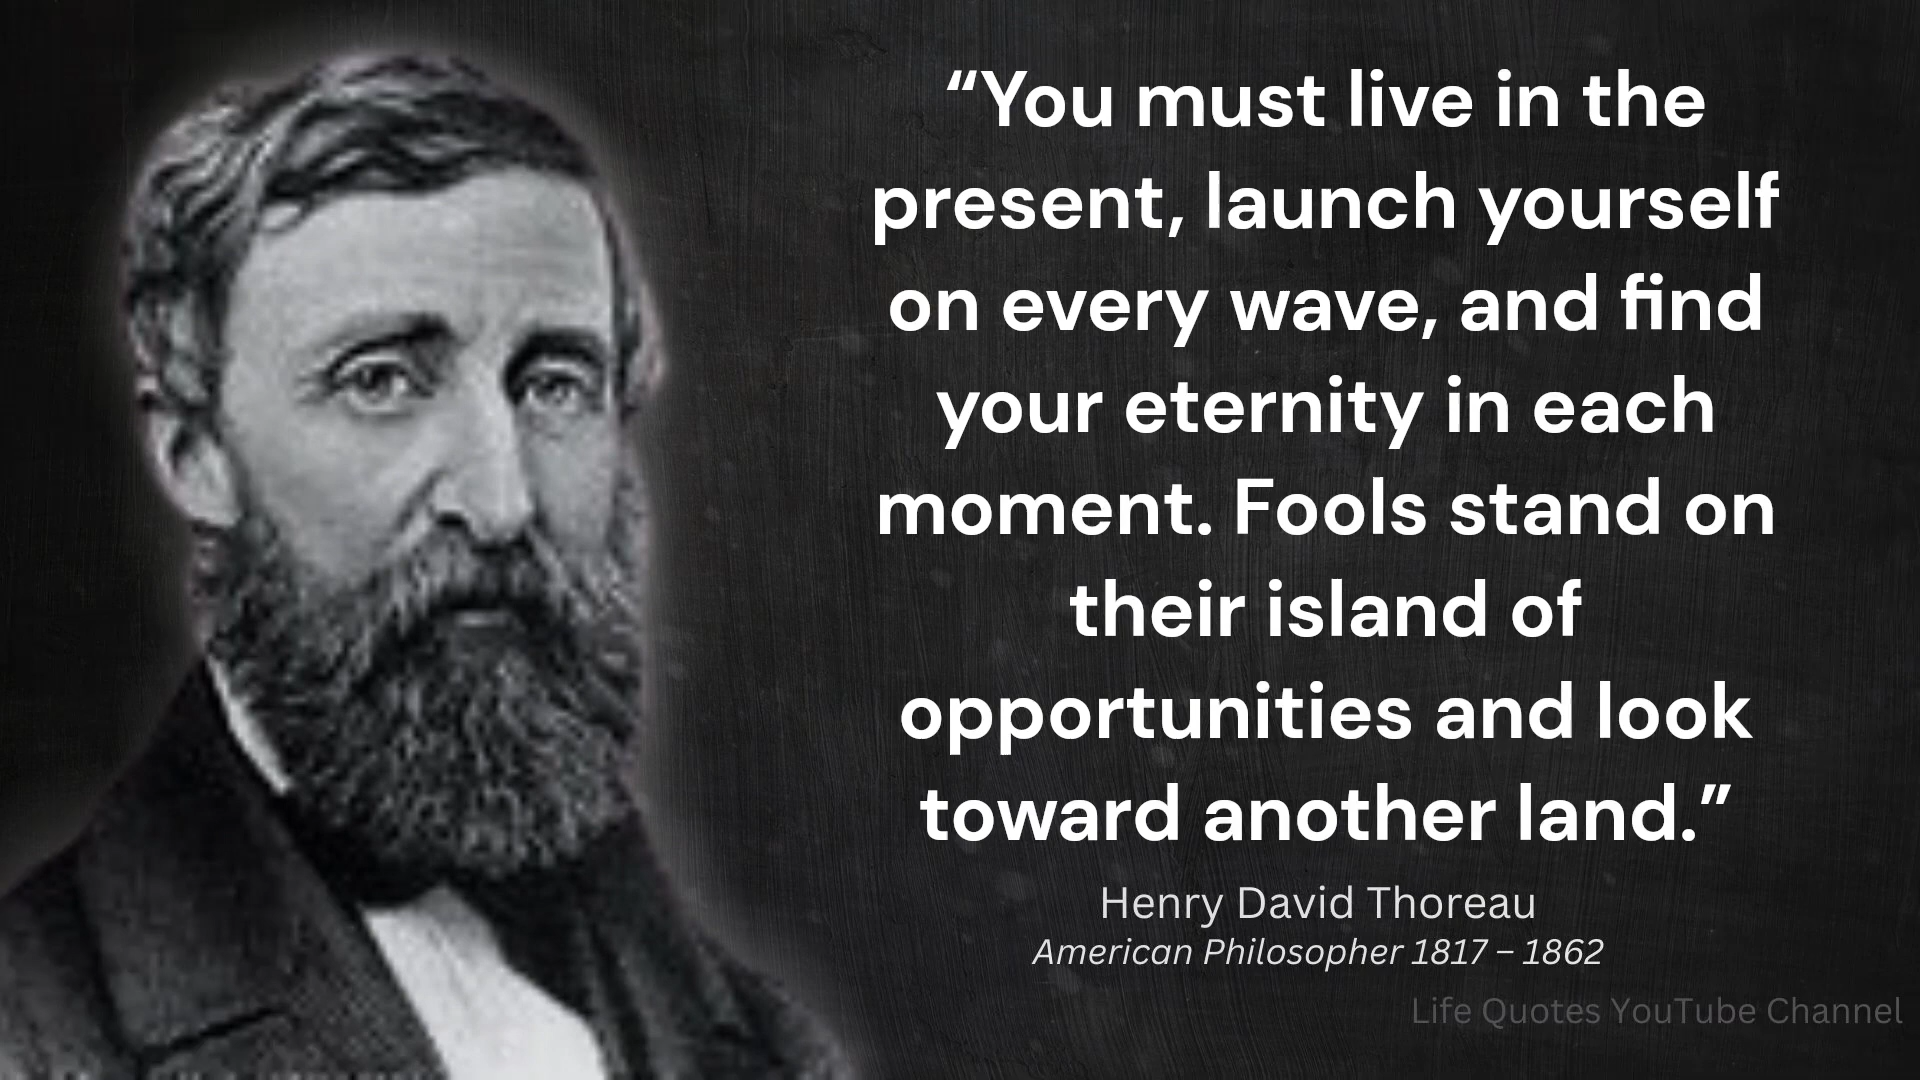 “You must live in the
present, launch yourself
on every wave, and find
your eternity in each
moment. Fools stand on
their island of
opportunities and look
toward another land.”
Henry David Thoreau
American Philosopher 1817 – 1862
Life Quotes YouTube Channel